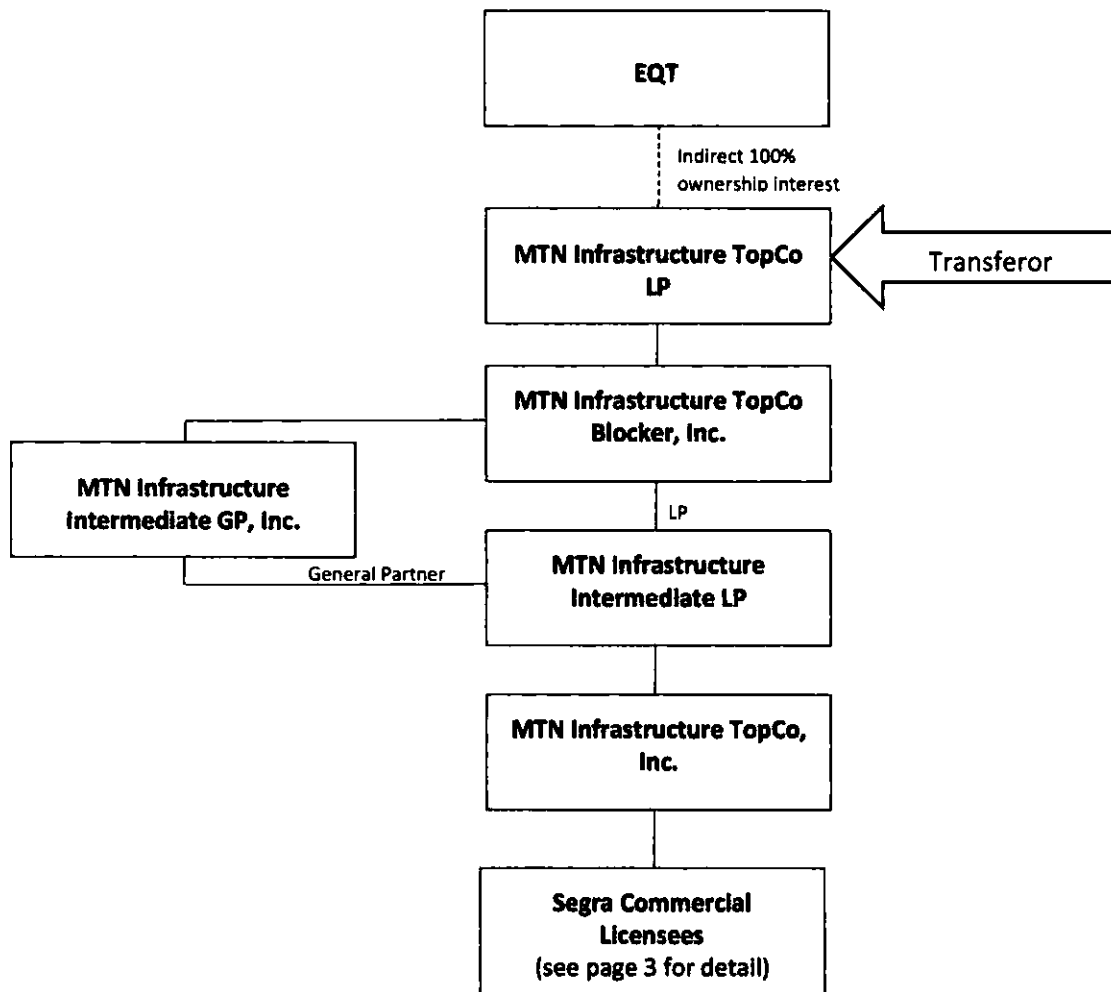 EQT
Indirect 100%
ownership interest
MTN Infrastructure TopCo
LP
Transferor
MTN Infrastructure TopCo
Blocker, Inc.
MTN Infrastructure
Intermediate GP, Inc.
LP
General Partner
MTN Infrastructure
Intermediate LP
MTN Infrastructure TopCo,
Inc.
Segra Commercial
Licensees
(see page 3 for detail)